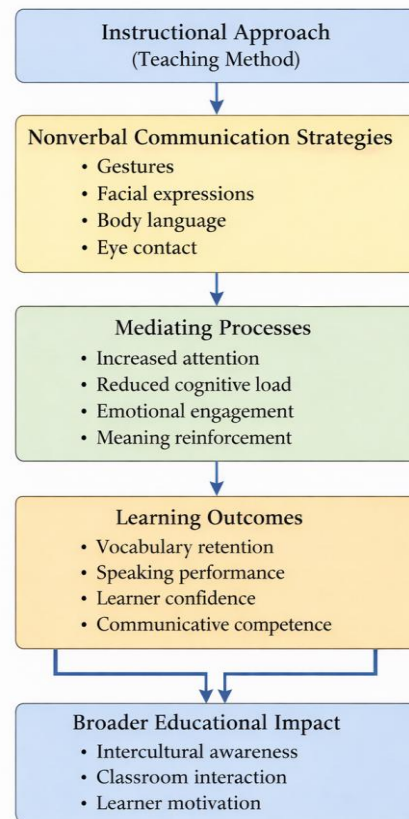 Instructional Approach
(Teaching Method)
Nonverbal Communication Strategies
• Gestures
• Facial expressions
• Body language
• Eye contact
Mediating Processes
• Increased attention
• Reduced cognitive load
• Emotional engagement
• Meaning reinforcement
Learning Outcomes
• Vocabulary retention
• Speaking performance
• Learner confidence
• Communicative competence
Broader Educational Impact
• Intercultural awareness
• Classroom interaction
• Learner motivation